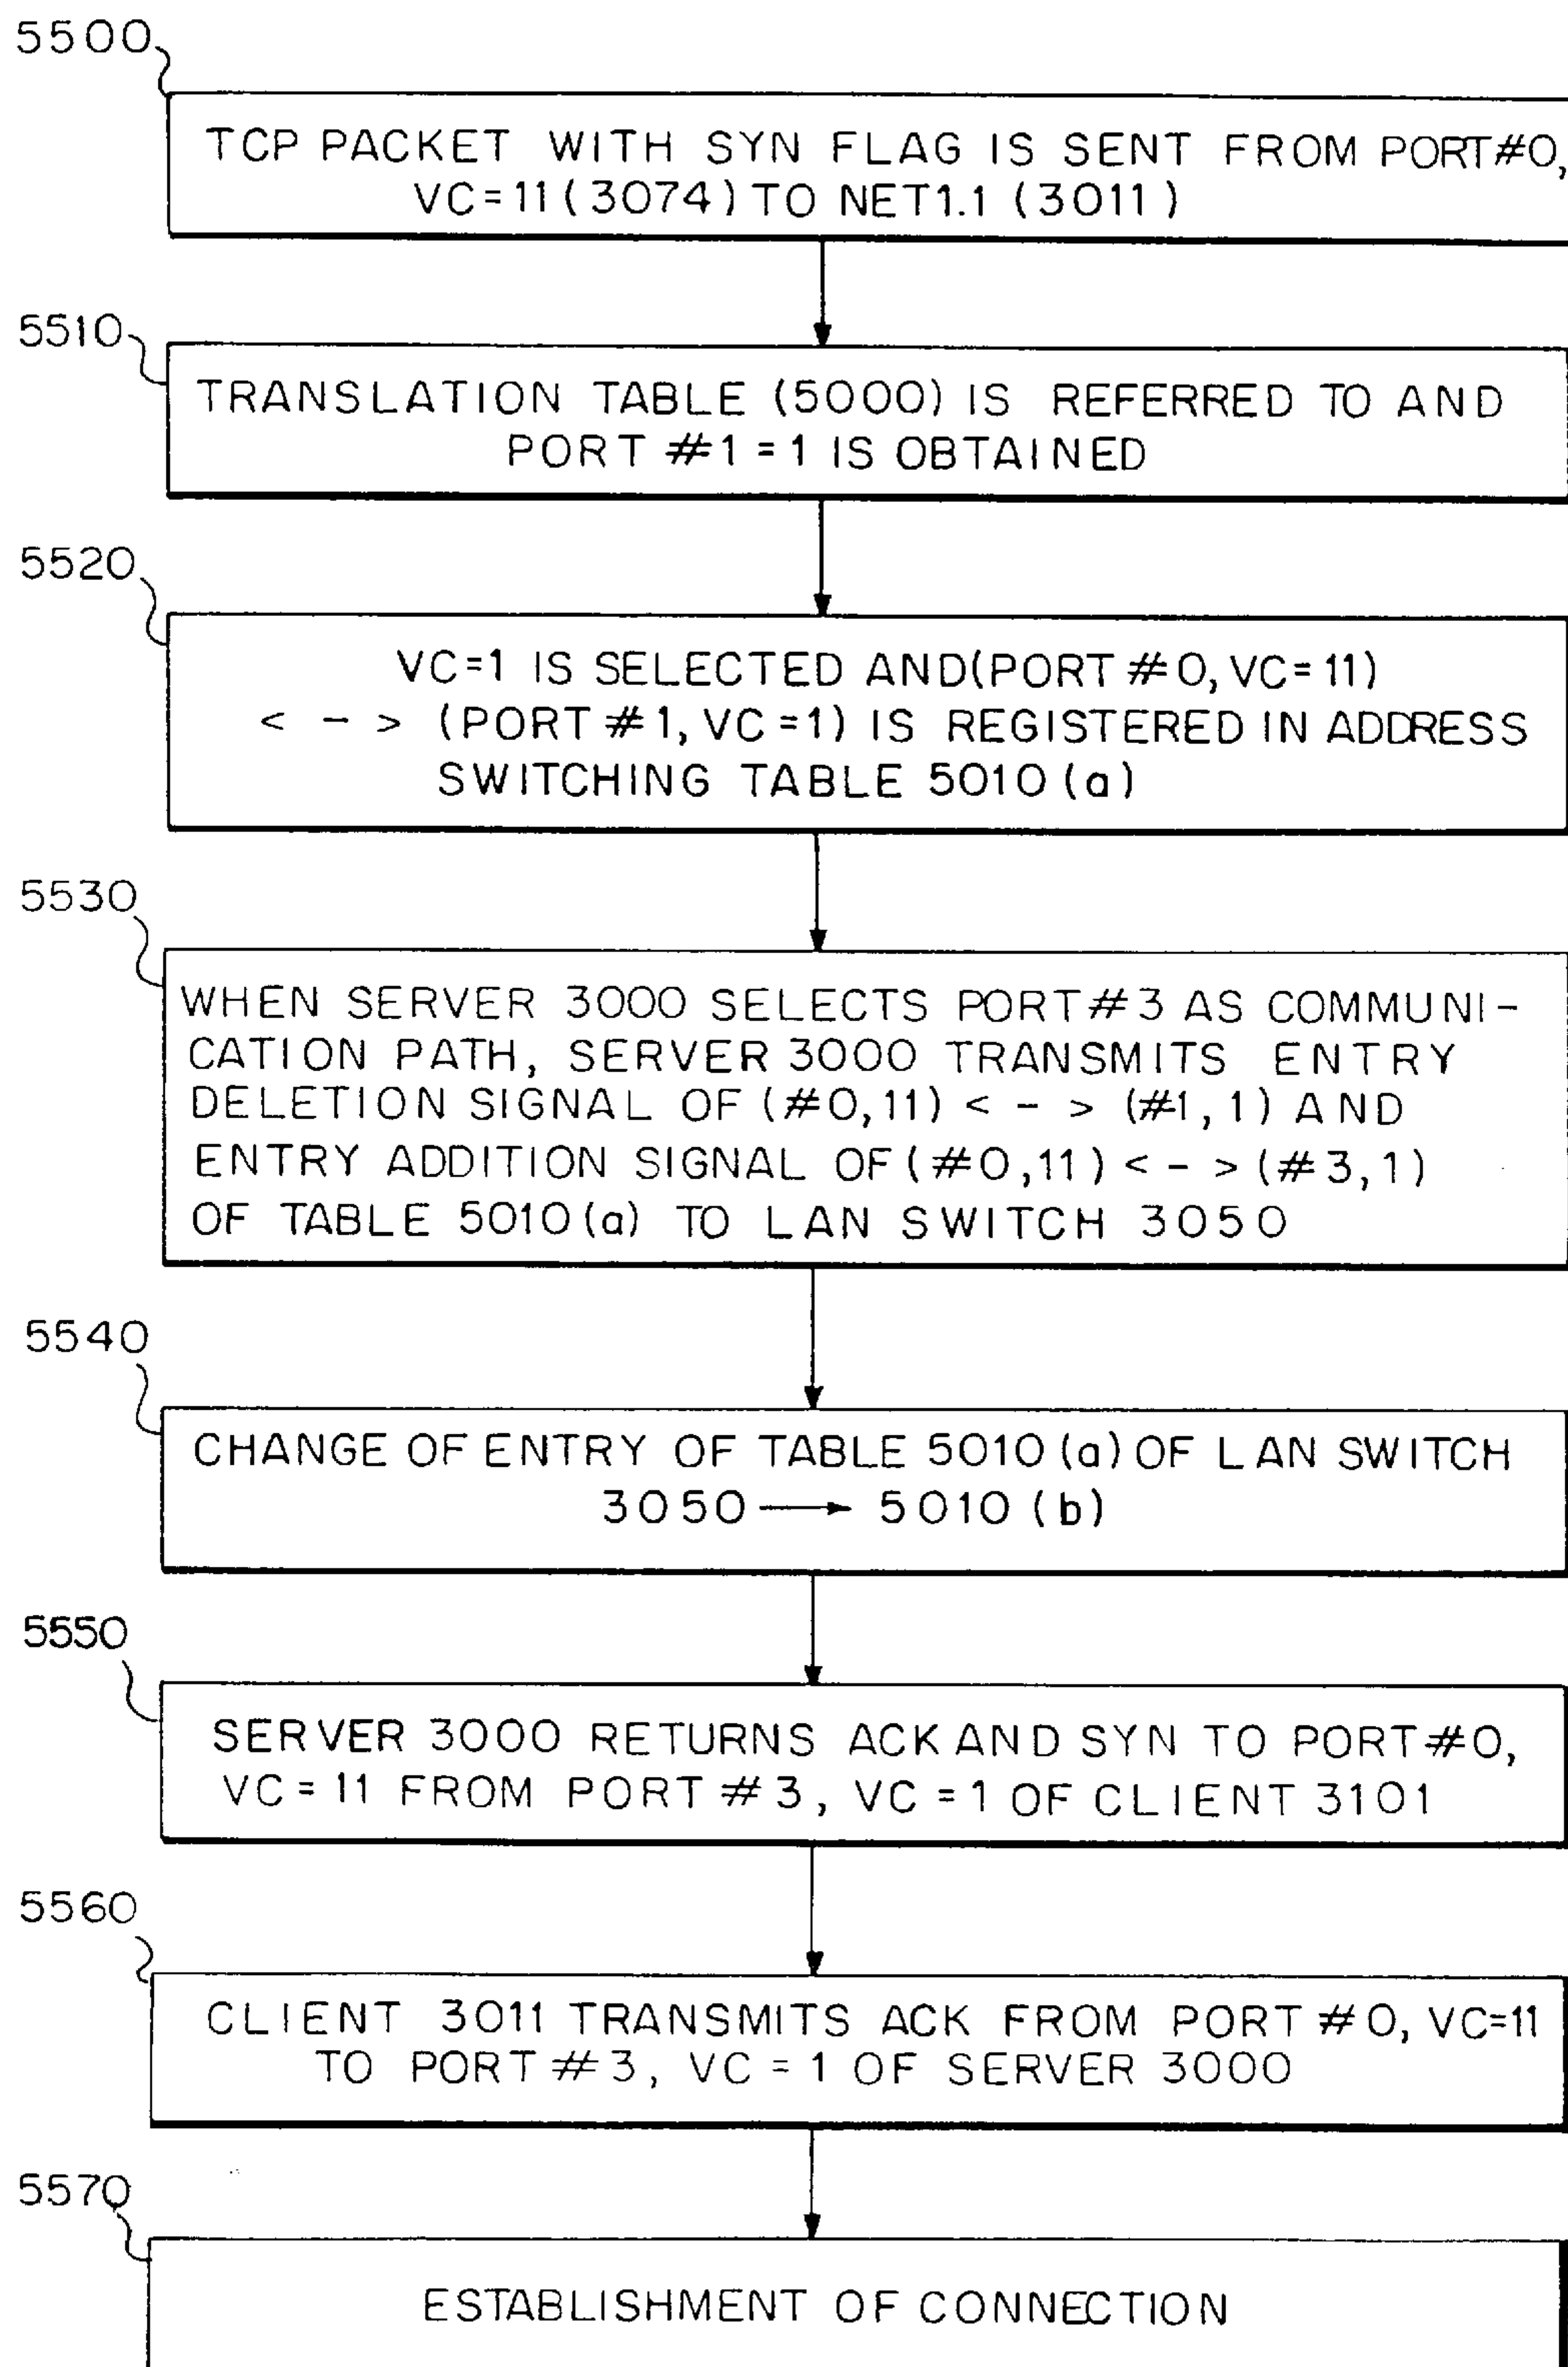 5500
TCP PACKET WITH SYN FLAG IS SENT FROM PORT#0,
VC=11 (3074) TO NET1.1 (3011)
5510
TRANSLATION TABLE (5000) IS REFERRED TO AND
PORT #1 = 1 IS OBTAINED
5520
VC=1 IS SELECTED AND(PORT #0, VC=11)
< - > (PORT #1, VC=1) IS REGISTERED IN ADDRESS
SWITCHING TABLE 5010 (a)
5530
WHEN SERVER 3000 SELECTS PORT#3 AS COMMUNI-
CATION PATH, SERVER 3000 TRANSMITS ENTRY
DELETION SIGNAL OF (#0,11) < - > (#1,1) AND
ENTRY ADDITION SIGNAL OF (#0,11) < - > (#3,1)
OF TABLE 5010(a) TO LAN SWITCH 3050
5540
CHANGE OF ENTRY OF TABLE 5010 (a) OF LAN SWITCH
3050 → 5010 (b)
5550
SERVER 3000 RETURNS ACK AND SYN TO PORT#0,
VC=11 FROM PORT #3, VC=1 OF CLIENT 3101
5560
CLIENT 3011 TRANSMITS ACK FROM PORT #0, VC=11
TO PORT #3, VC = 1 OF SERVER 3000
5570
ESTABLISHMENT OF CONNECTION